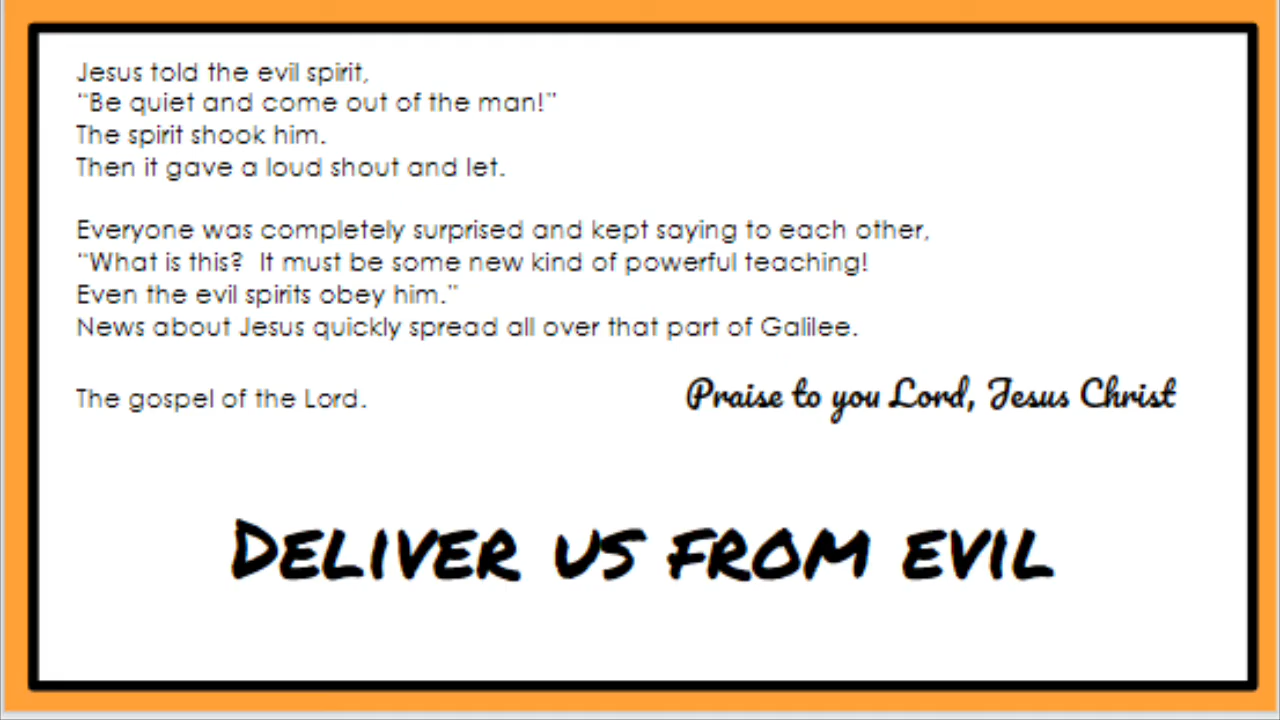 Jesus told the evil spirit,
“Be quiet and come out of the man!”
The spirit shook him.
Then it gave a loud shout and let.
Everyone was completely surprised and kept saying to each other,
“What is this?  It must be some new kind of powerful teaching!
Even the evil spirits obey him.”
News about Jesus quickly spread all over that part of Galilee.
The gospel of the Lord.
Praise to you Lord, Jesus Christ
DELIVER US FROM EVIL